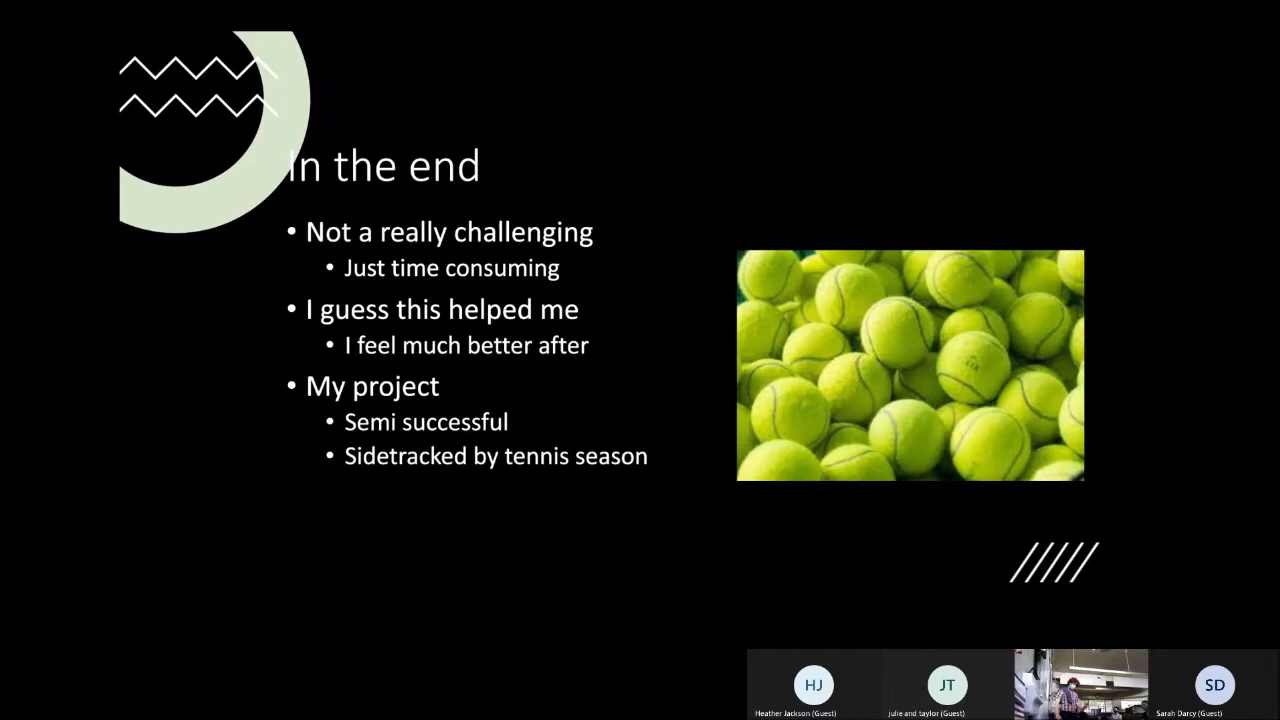 In the end
• Not a really challenging
• Just time consuming
• I guess this helped me
• I feel much better after
• My project
• Semi successful
• Sidetracked by tennis season
HJ
JT
SD
Heather Jackson (Guest)
julie and taylor (Guest)
Sarah Darcy (Guest)